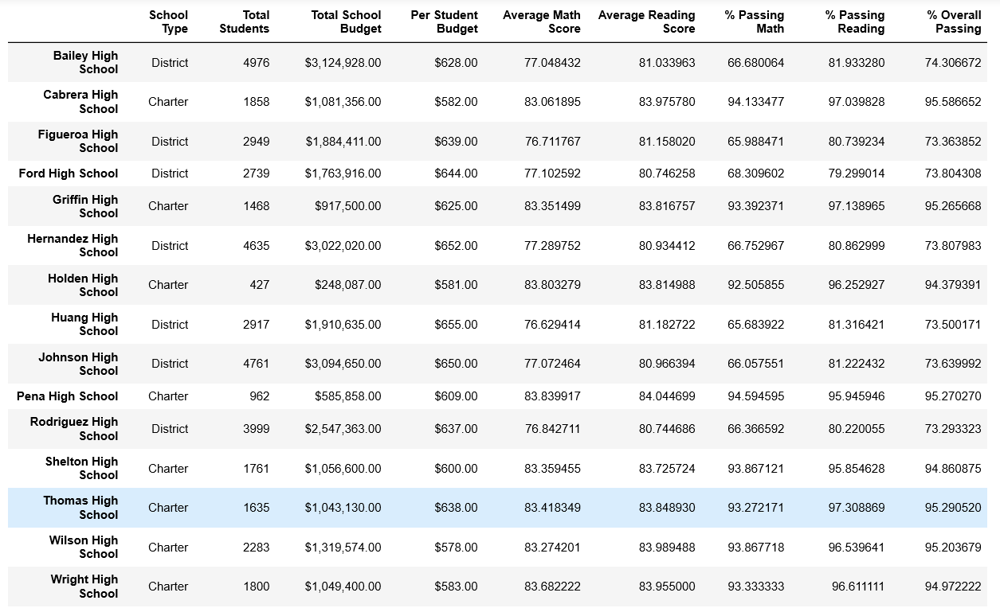 School Type Total Students Total School Budget Per Student Budget Average Math Score Average Reading Score % Passing Math % Passing Reading % Overall Passing
Bailey High School District 4976 $3,124,928.00 $628.00 77.048432 81.033963 66.680064 81.933280 74.306672
Cabrera High School Charter 1858 $1,081,356.00 $582.00 83.061895 83.975780 94.133477 97.039828 95.586652
Figueroa High School District 2949 $1,884,411.00 $639.00 76.711767 81.158020 65.988471 80.739234 73.363852
Ford High School District 2739 $1,763,916.00 $644.00 77.102592 80.746258 68.309602 79.299014 73.804308
Griffin High School Charter 1468 $917,500.00 $625.00 83.351499 83.816757 93.392371 97.138965 95.265668
Hernandez High School District 4635 $3,022,020.00 $652.00 77.289752 80.934412 66.752967 80.862999 73.807983
Holden High School Charter 427 $248,087.00 $581.00 83.803279 83.814988 92.505855 96.252927 94.379391
Huang High School District 2917 $1,910,635.00 $655.00 76.629414 81.182722 65.683922 81.316421 73.500171
Johnson High School District 4761 $3,094,650.00 $650.00 77.072464 80.966394 66.057551 81.222432 73.639992
Pena High School Charter 962 $585,858.00 $609.00 83.839917 84.044699 94.594595 95.945946 95.270270
Rodriguez High School District 3999 $2,547,363.00 $637.00 76.842711 80.744686 66.366592 80.220055 73.293323
Shelton High School Charter 1761 $1,056,600.00 $600.00 83.359455 83.725724 93.867121 95.854628 94.860875
Thomas High School Charter 1635 $1,043,130.00 $638.00 83.418349 83.848930 93.272171 97.308869 95.290520
Wilson High School Charter 2283 $1,319,574.00 $578.00 83.274201 83.989488 93.867718 96.539641 95.203679
Wright High School Charter 1800 $1,049,400.00 $583.00 83.682222 83.955000 93.333333 96.611111 94.972222